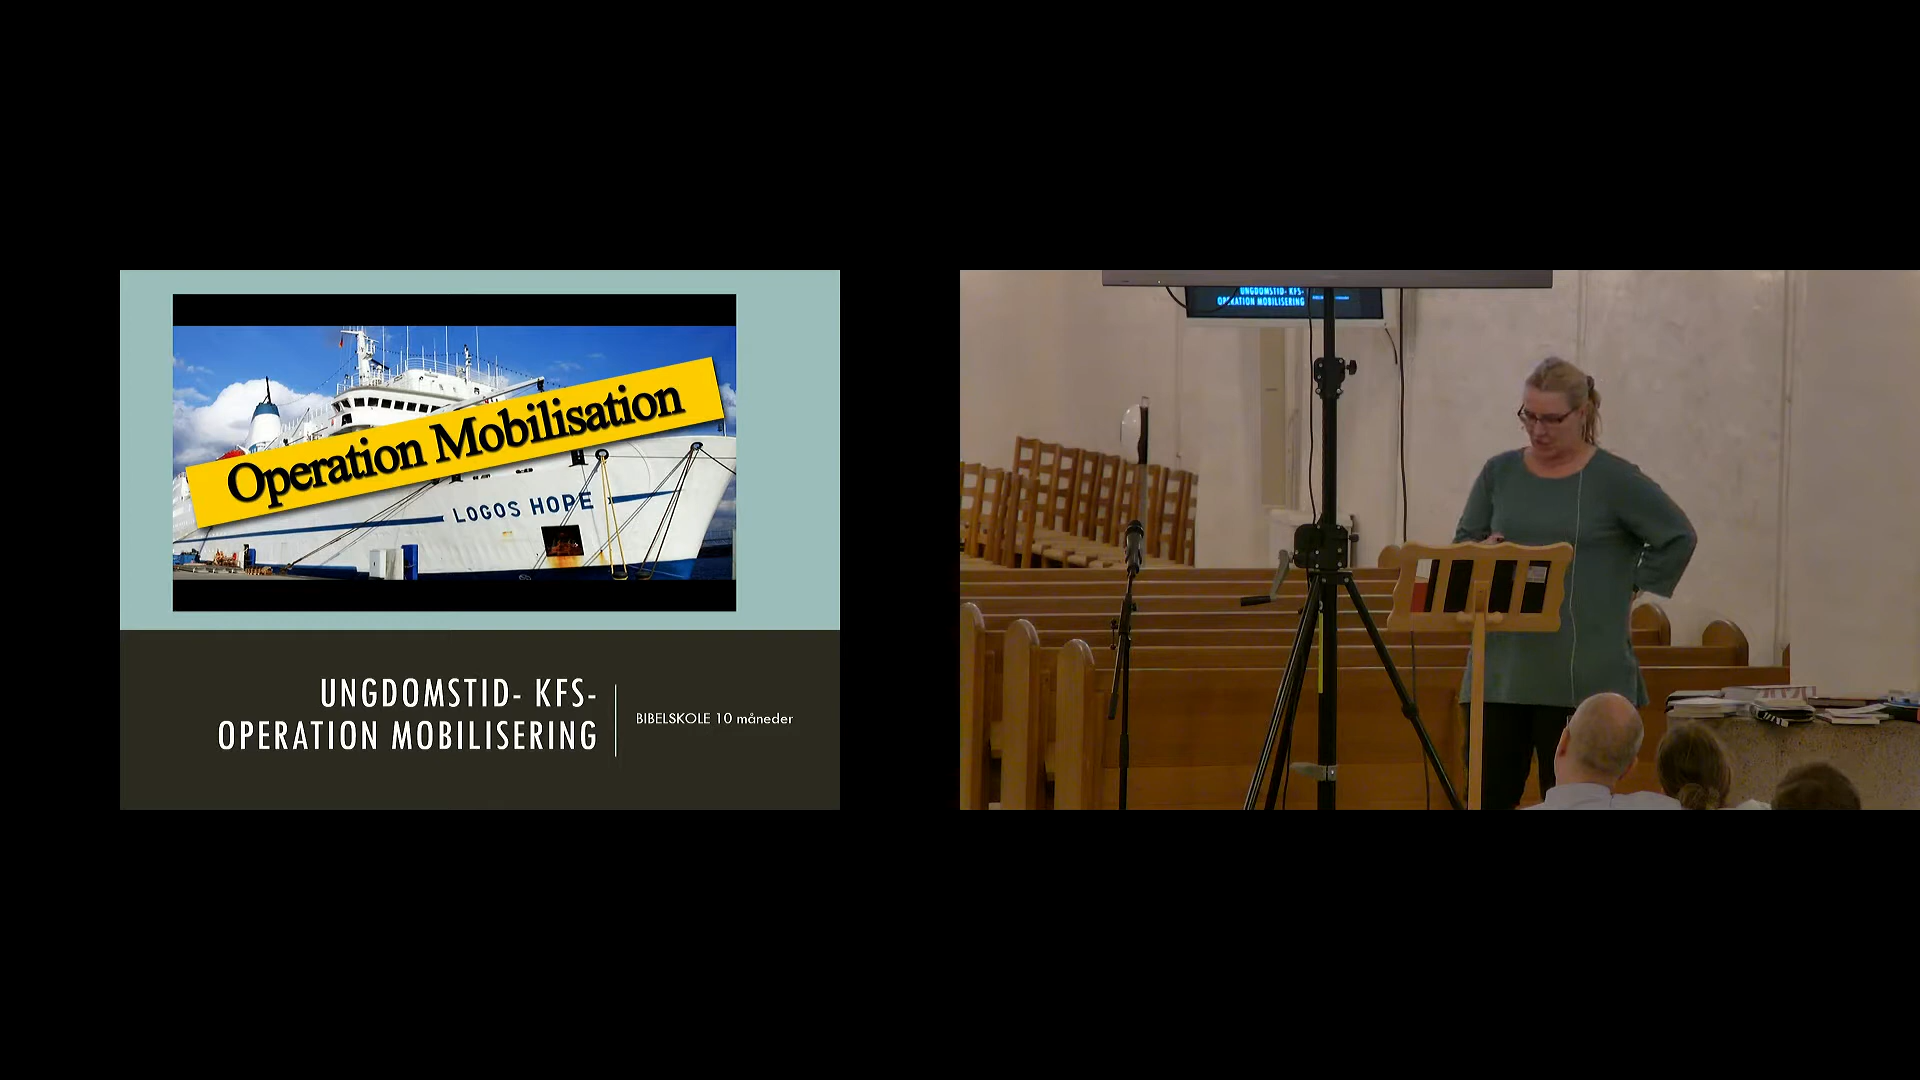 Operation Mobilisation
LOGOS HOPE
UNGDOMSTID- KFS-
OPERATION MOBILISERING
BIBELSKOLE 10 måneder
UNGDOMSTID- KFS-
OPERATION MOBILISERING